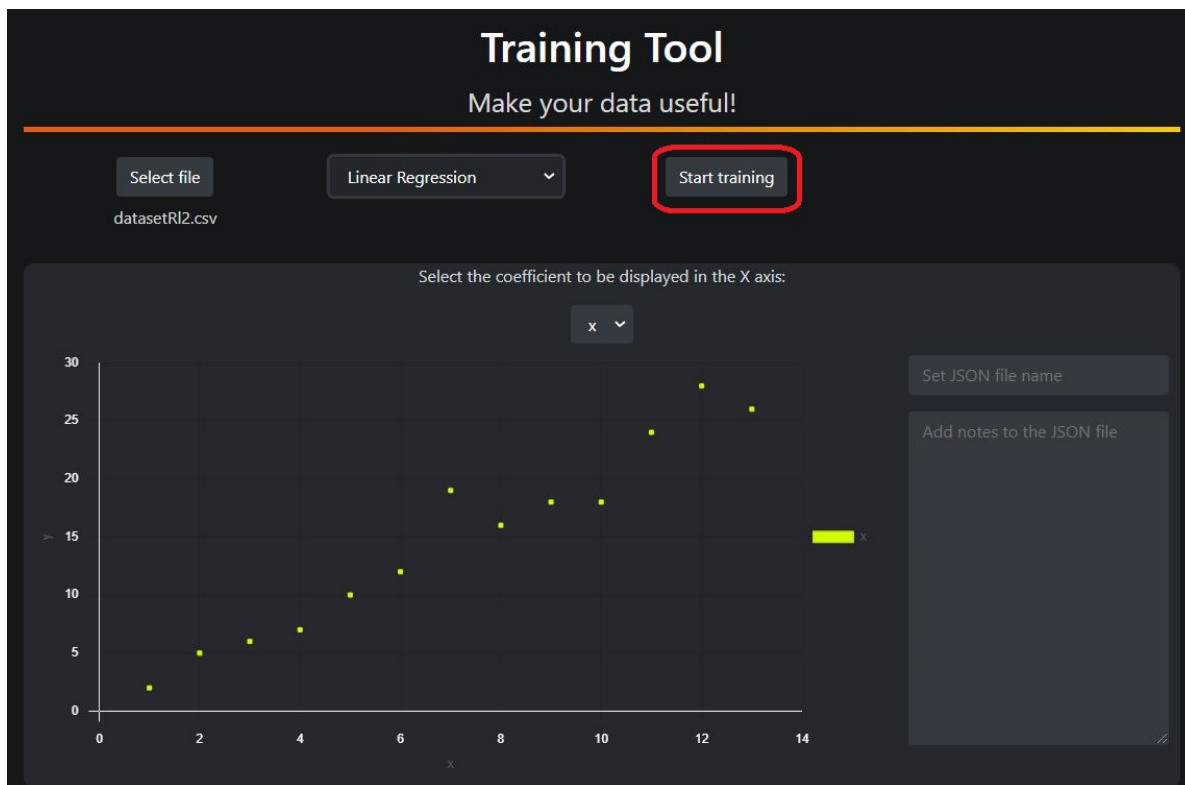 Training Tool
Make your data useful!
Select file
Linear Regression
Start training
datasetRl2.csv
Select the coefficient to be displayed in the X axis:
x
30
25
20
15
10
5
0
y
0 2 4 6 8 10 12 14
x
x
Set JSON file name
Add notes to the JSON file